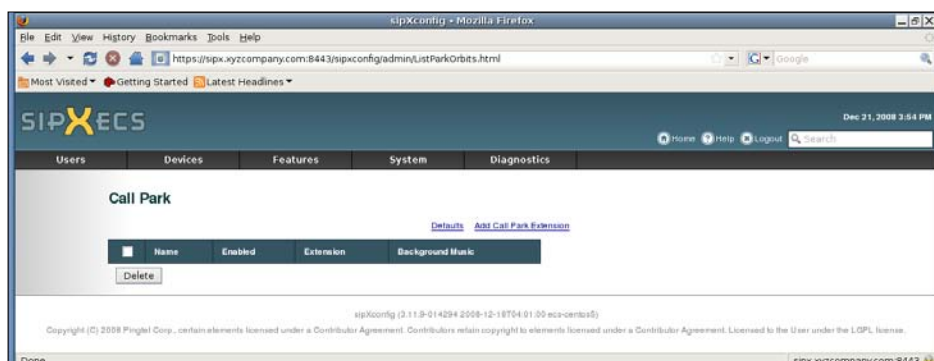 sipXconfig - Mozilla Firefox
File Edit View History Bookmarks Tools Help
https://sipx.xyzcompany.com:8443/sipxconfig/admin/ListParkOrbits.html
Google
Most Visited Getting Started Latest Headlines
SIPXECS
Dec 21, 2008 3:54 PM
Home Help Logout Search
Users Devices Features System Diagnostics
Call Park
Defaults Add Call Park Extension
Name Enabled Extension Background Music
Delete
sipXconfig (3.11.9-014294 2008-12-18T04:01:00 ecs-centos5)
Copyright (C) 2008 Pingtel Corp., certain elements licensed under a Contributor Agreement. Contributors retain copyright to elements licensed under a Contributor Agreement. Licensed to the User under the LGPL license.
Done
sipx.xyzcompany.com:8443